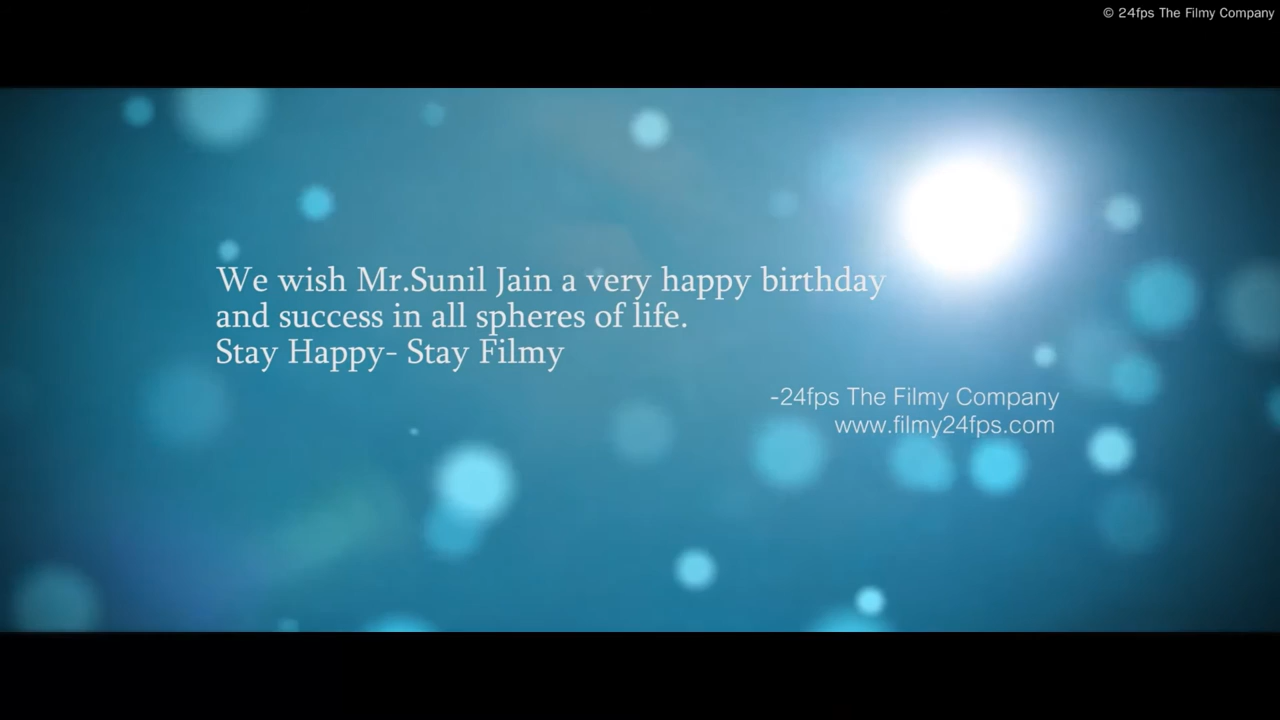 © 24fps The Filmy Company
We wish Mr.Sunil Jain a very happy birthday
and success in all spheres of life.
Stay Happy- Stay Filmy
-24fps The Filmy Company
www.filmy24fps.com